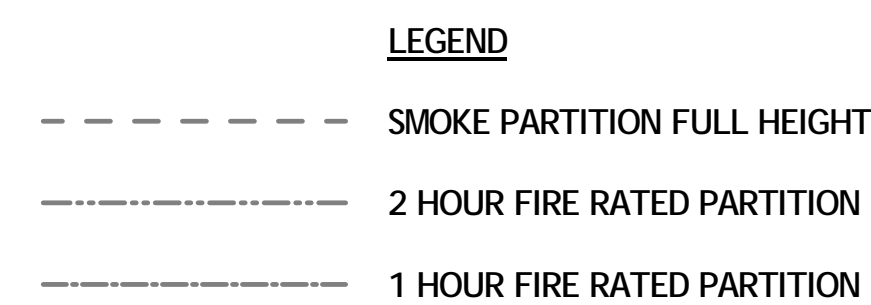 LEGEND
SMOKE PARTITION FULL HEIGHT
2 HOUR FIRE RATED PARTITION
1 HOUR FIRE RATED PARTITION